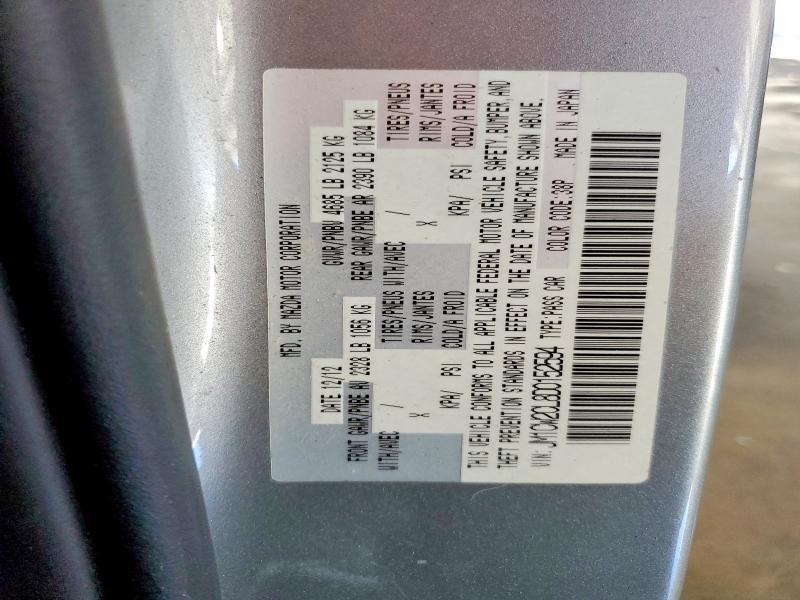 MFD. BY MAZDA MOTOR CORPORATION
DATE 12/12 GVWR/PNBV 4685 LB 2125 KG
FRONT GAWR/PNBE AV 2328 LB 1056 KG REAR GAWR/PNBE AR 2390 LB 1084 KG
WITH/AVEC / TIRES/PNEUS WITH/AVEC / TIRES/PNEUS
X RIMS/JANTES X RIMS/JANTES
KPA/ PSI COLD/A FROID KPA/ PSI COLD/A FROID
THIS VEHICLE CONFORMS TO ALL APPLICABLE FEDERAL MOTOR VEHICLE SAFETY, BUMPER, AND
THEFT PREVENTION STANDARDS IN EFFECT ON THE DATE OF MANUFACTURE SHOWN ABOVE.
VIN: JM1CW2CL8D0152594 TYPE:PASS CAR COLOR CODE:38P MADE IN JAPAN